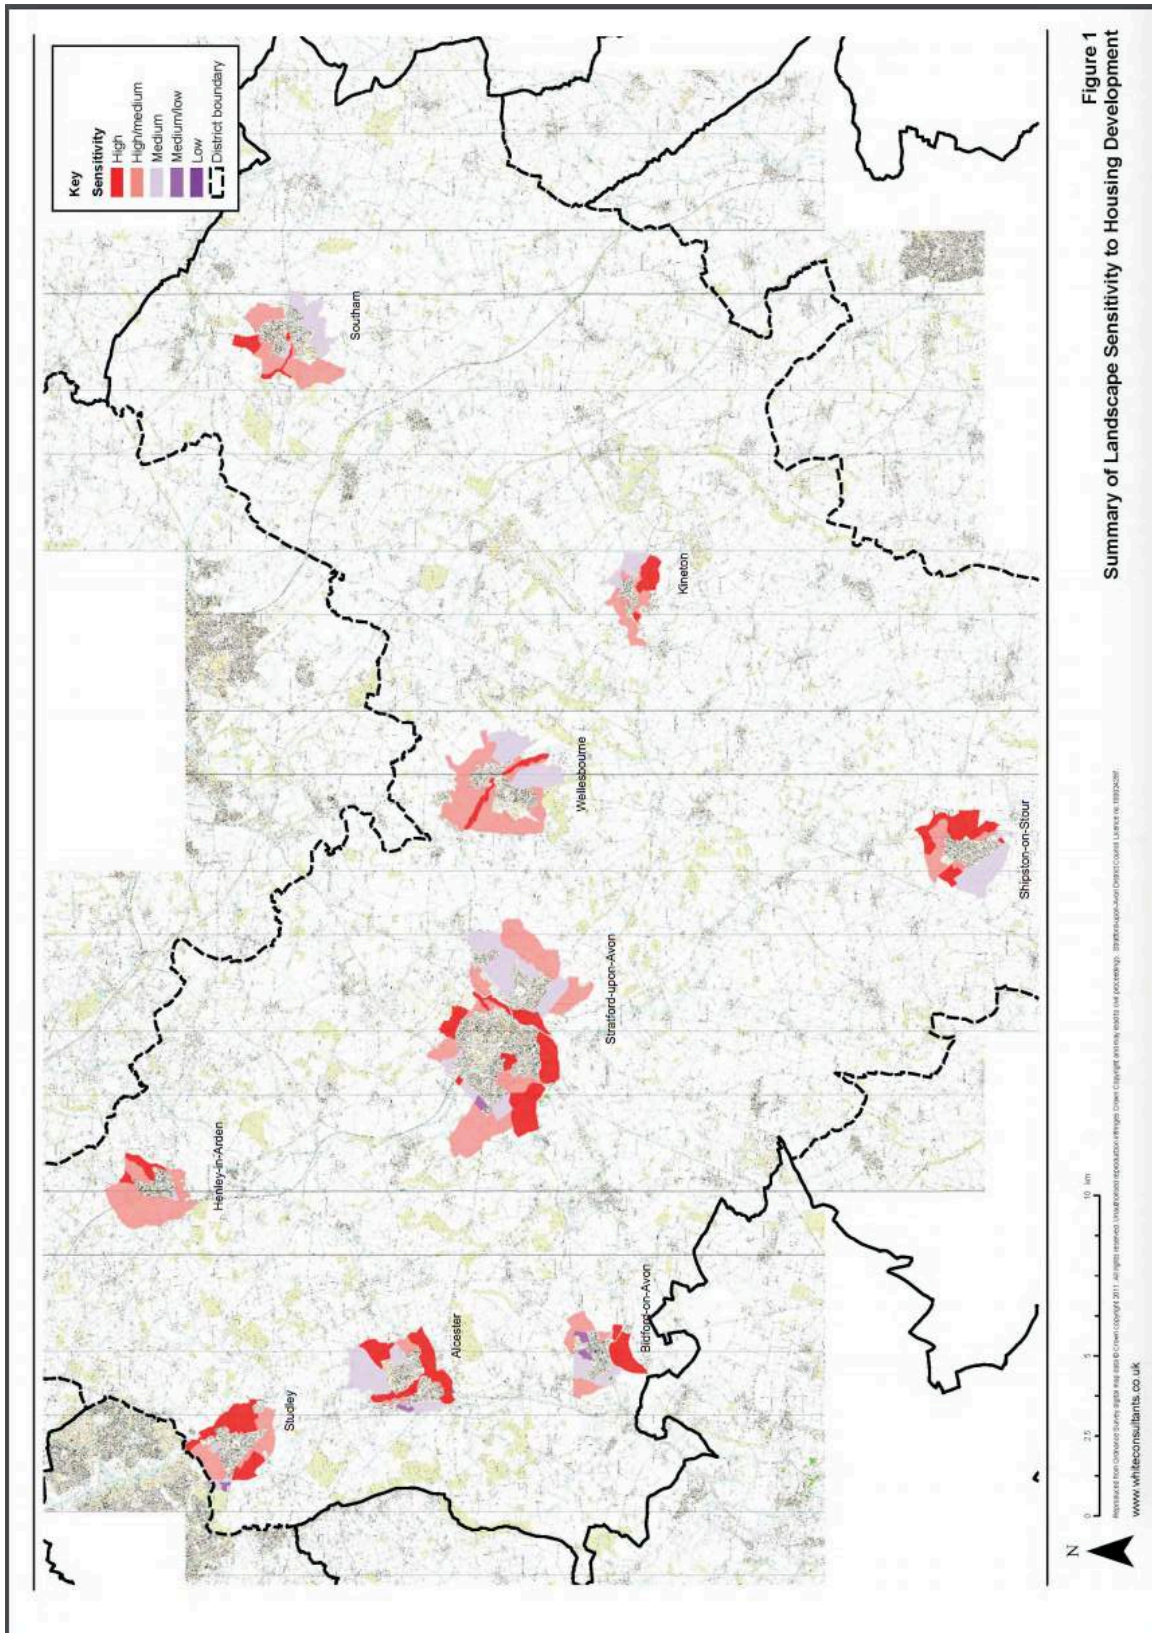 Figure 1
Summary of Landscape Sensitivity to Housing Development
Key
Sensitivity
High
High/medium
Medium
Medium/low
Low
District boundary
Southam
Kineton
Wellesbourne
Shipston-on-Stour
Stratford-upon-Avon
Henley-in-Arden
Alcester
Bidford-on-Avon
Studley
N
0 2.5 5 10 km
www.whiteconsultants.co.uk